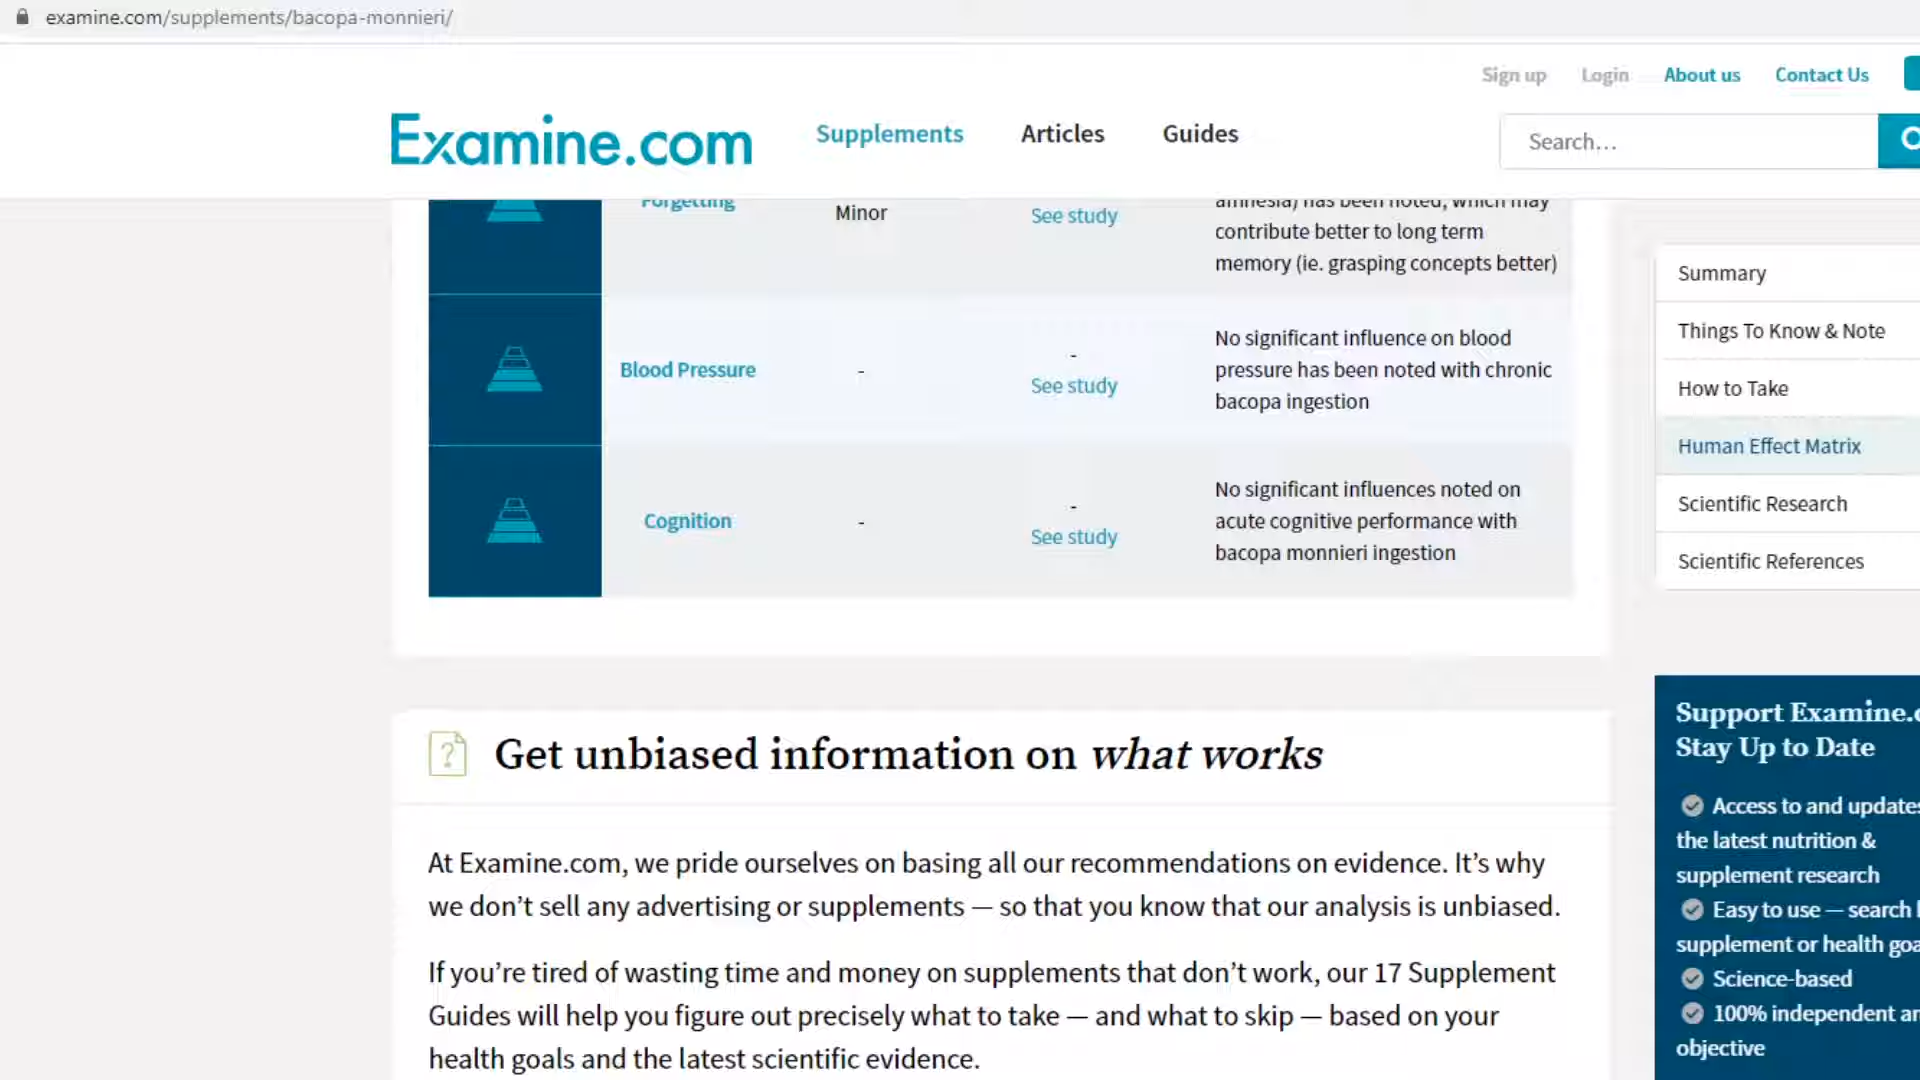 examine.com/supplements/bacopa-monnieri/
Sign up Login About us Contact Us
Examine.com Supplements Articles Guides
Search...
Forgetting Minor See study amnesia) has been noted, which may
contribute better to long term
memory (ie. grasping concepts better)
Blood Pressure - -
See study
No significant influence on blood
pressure has been noted with chronic
bacopa ingestion
Cognition - -
See study
No significant influences noted on
acute cognitive performance with
bacopa monnieri ingestion
Summary
Things To Know & Note
How to Take
Human Effect Matrix
Scientific Research
Scientific References
Get unbiased information on what works
At Examine.com, we pride ourselves on basing all our recommendations on evidence. It’s why
we don’t sell any advertising or supplements — so that you know that our analysis is unbiased.
If you’re tired of wasting time and money on supplements that don’t work, our 17 Supplement
Guides will help you figure out precisely what to take — and what to skip — based on your
health goals and the latest scientific evidence.
Support Examine.
Stay Up to Date
Access to and updates
the latest nutrition &
supplement research
Easy to use — search
supplement or health
Science-based
100% independent
objective